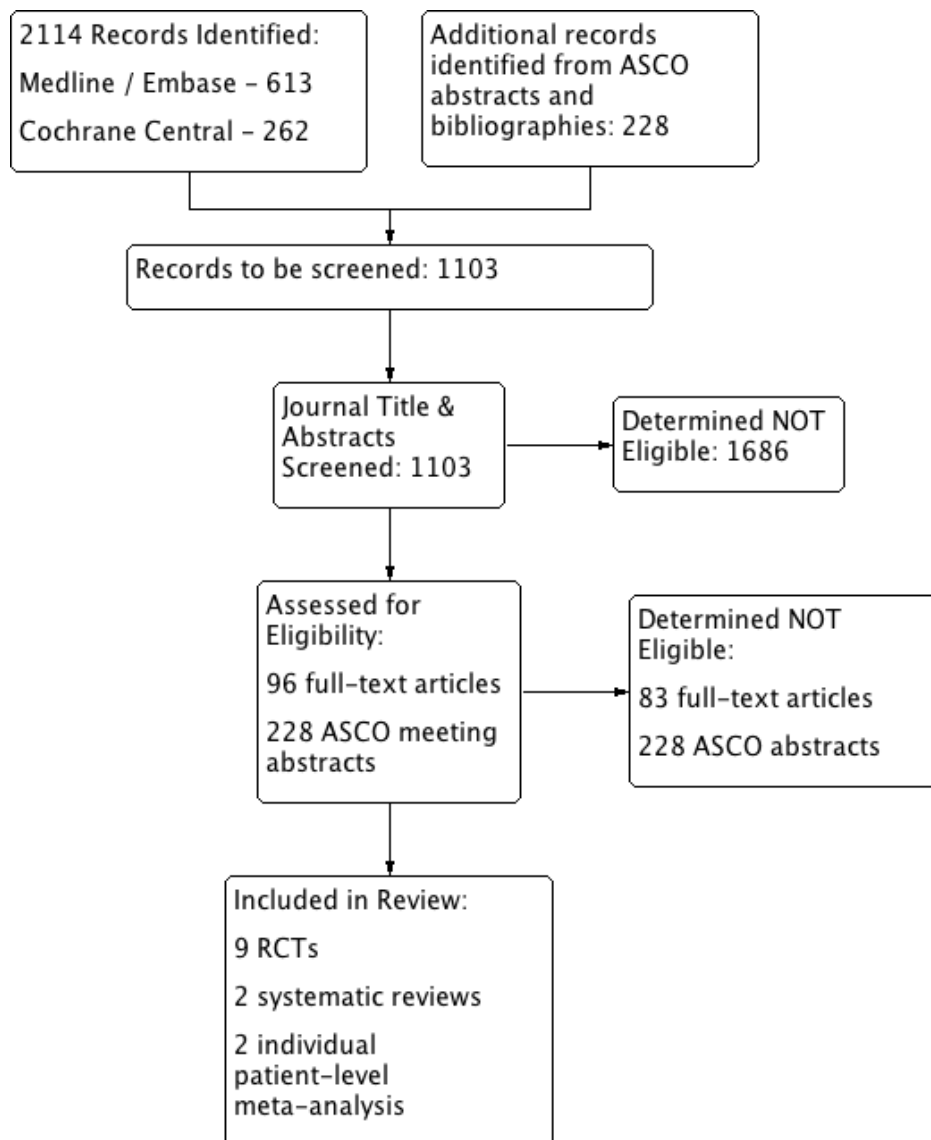 2114 Records Identified:
Medline / Embase – 613
Cochrane Central – 262
Additional records
identified from ASCO
abstracts and
bibliographies: 228
Records to be screened: 1103
Journal Title &
Abstracts
Screened: 1103
Determined NOT
Eligible: 1686
Assessed for
Eligibility:
96 full–text articles
228 ASCO meeting
abstracts
Determined NOT
Eligible:
83 full–text articles
228 ASCO abstracts
Included in Review:
9 RCTs
2 systematic reviews
2 individual
patient–level
meta–analysis